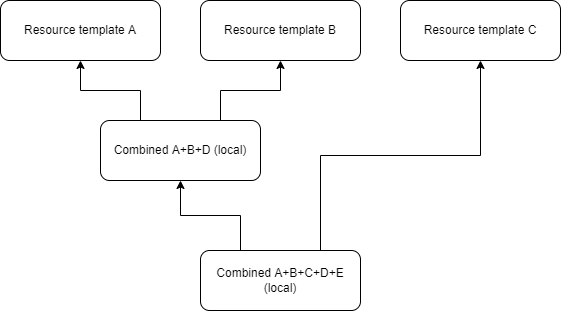 Resource template A
Resource template B
Resource template C
Combined A+B+D (local)
Combined A+B+C+D+E
(local)